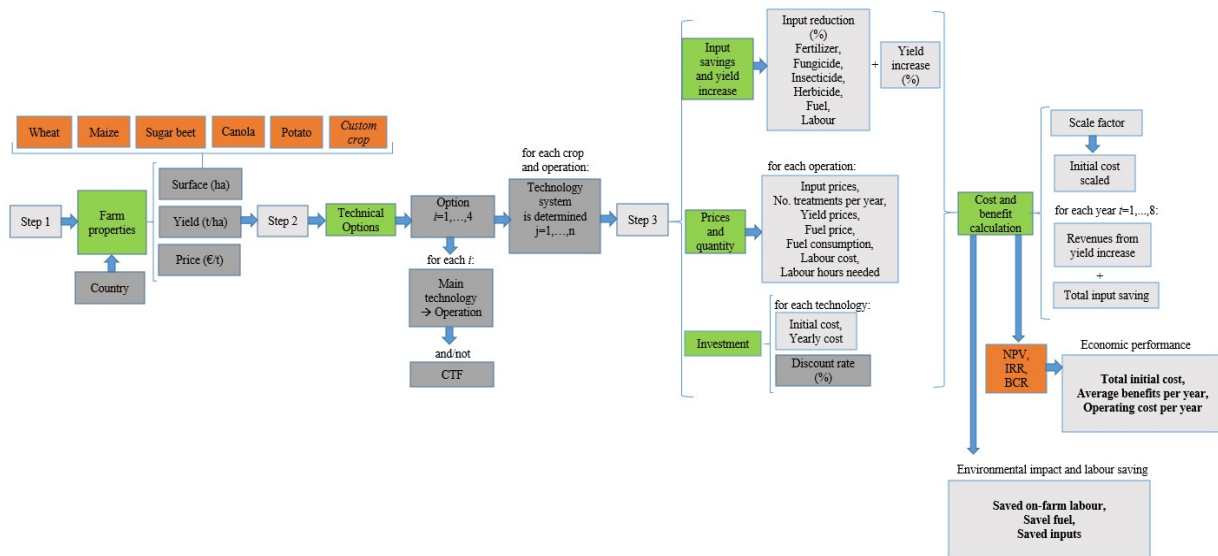 Wheat
Maize
Sugar beet
Canola
Potato
Custom
crop
Step 1
Farm
properties
Country
Surface (ha)
Yield (t/ha)
Price (€/t)
Step 2
Technical
Options
Option
i=1,…,4
for each i:
Main
technology
→ Operation
and/not
CTF
for each crop
and operation:
Technology
system
is determined
j=1,…,n
Step 3
Input
savings
and yield
increase
Input reduction
(%)
Fertilizer,
Fungicide,
Insecticide,
Herbicide,
Fuel,
Labour
+
Yield
increase
(%)
Prices
and
quantity
for each operation:
Input prices,
No. treatments per year,
Yield prices,
Fuel price,
Fuel consumption,
Labour cost,
Labour hours needed
Investment
for each technology:
Initial cost,
Yearly cost
Discount rate
(%)
Cost and
benefit
calculation
Scale factor
Initial cost
scaled
for each year t=1,...,8:
Revenues from
yield increase
+
Total input saving
NPV,
IRR,
BCR
Economic performance
Total initial cost,
Average benefits per year,
Operating cost per year
Environmental impact and labour saving
Saved on-farm labour,
Savel fuel,
Saved inputs